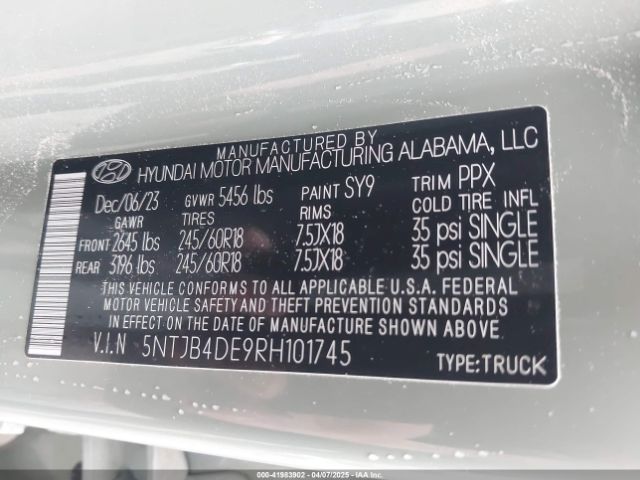 MANUFACTURED BY
HYUNDAI MOTOR MANUFACTURING ALABAMA, LLC
Dec/06/23 GVWR 5456 lbs PAINT SY9 TRIM PPX
GAWR TIRES RIMS COLD TIRE INFL
FRONT 2645 lbs 245/60R18 7.5JX18 35 psi SINGLE
REAR 3196 lbs 245/60R18 7.5JX18 35 psi SINGLE
THIS VEHICLE CONFORMS TO ALL APPLICABLE U.S.A. FEDERAL
MOTOR VEHICLE SAFETY AND THEFT PREVENTION STANDARDS
IN EFFECT ON THE DATE OF MANUFACTURE SHOWN ABOVE.
V.I.N 5NTJB4DE9RH101745 TYPE:TRUCK
000-41983902 - 04/07/2025 - IAAI.COM